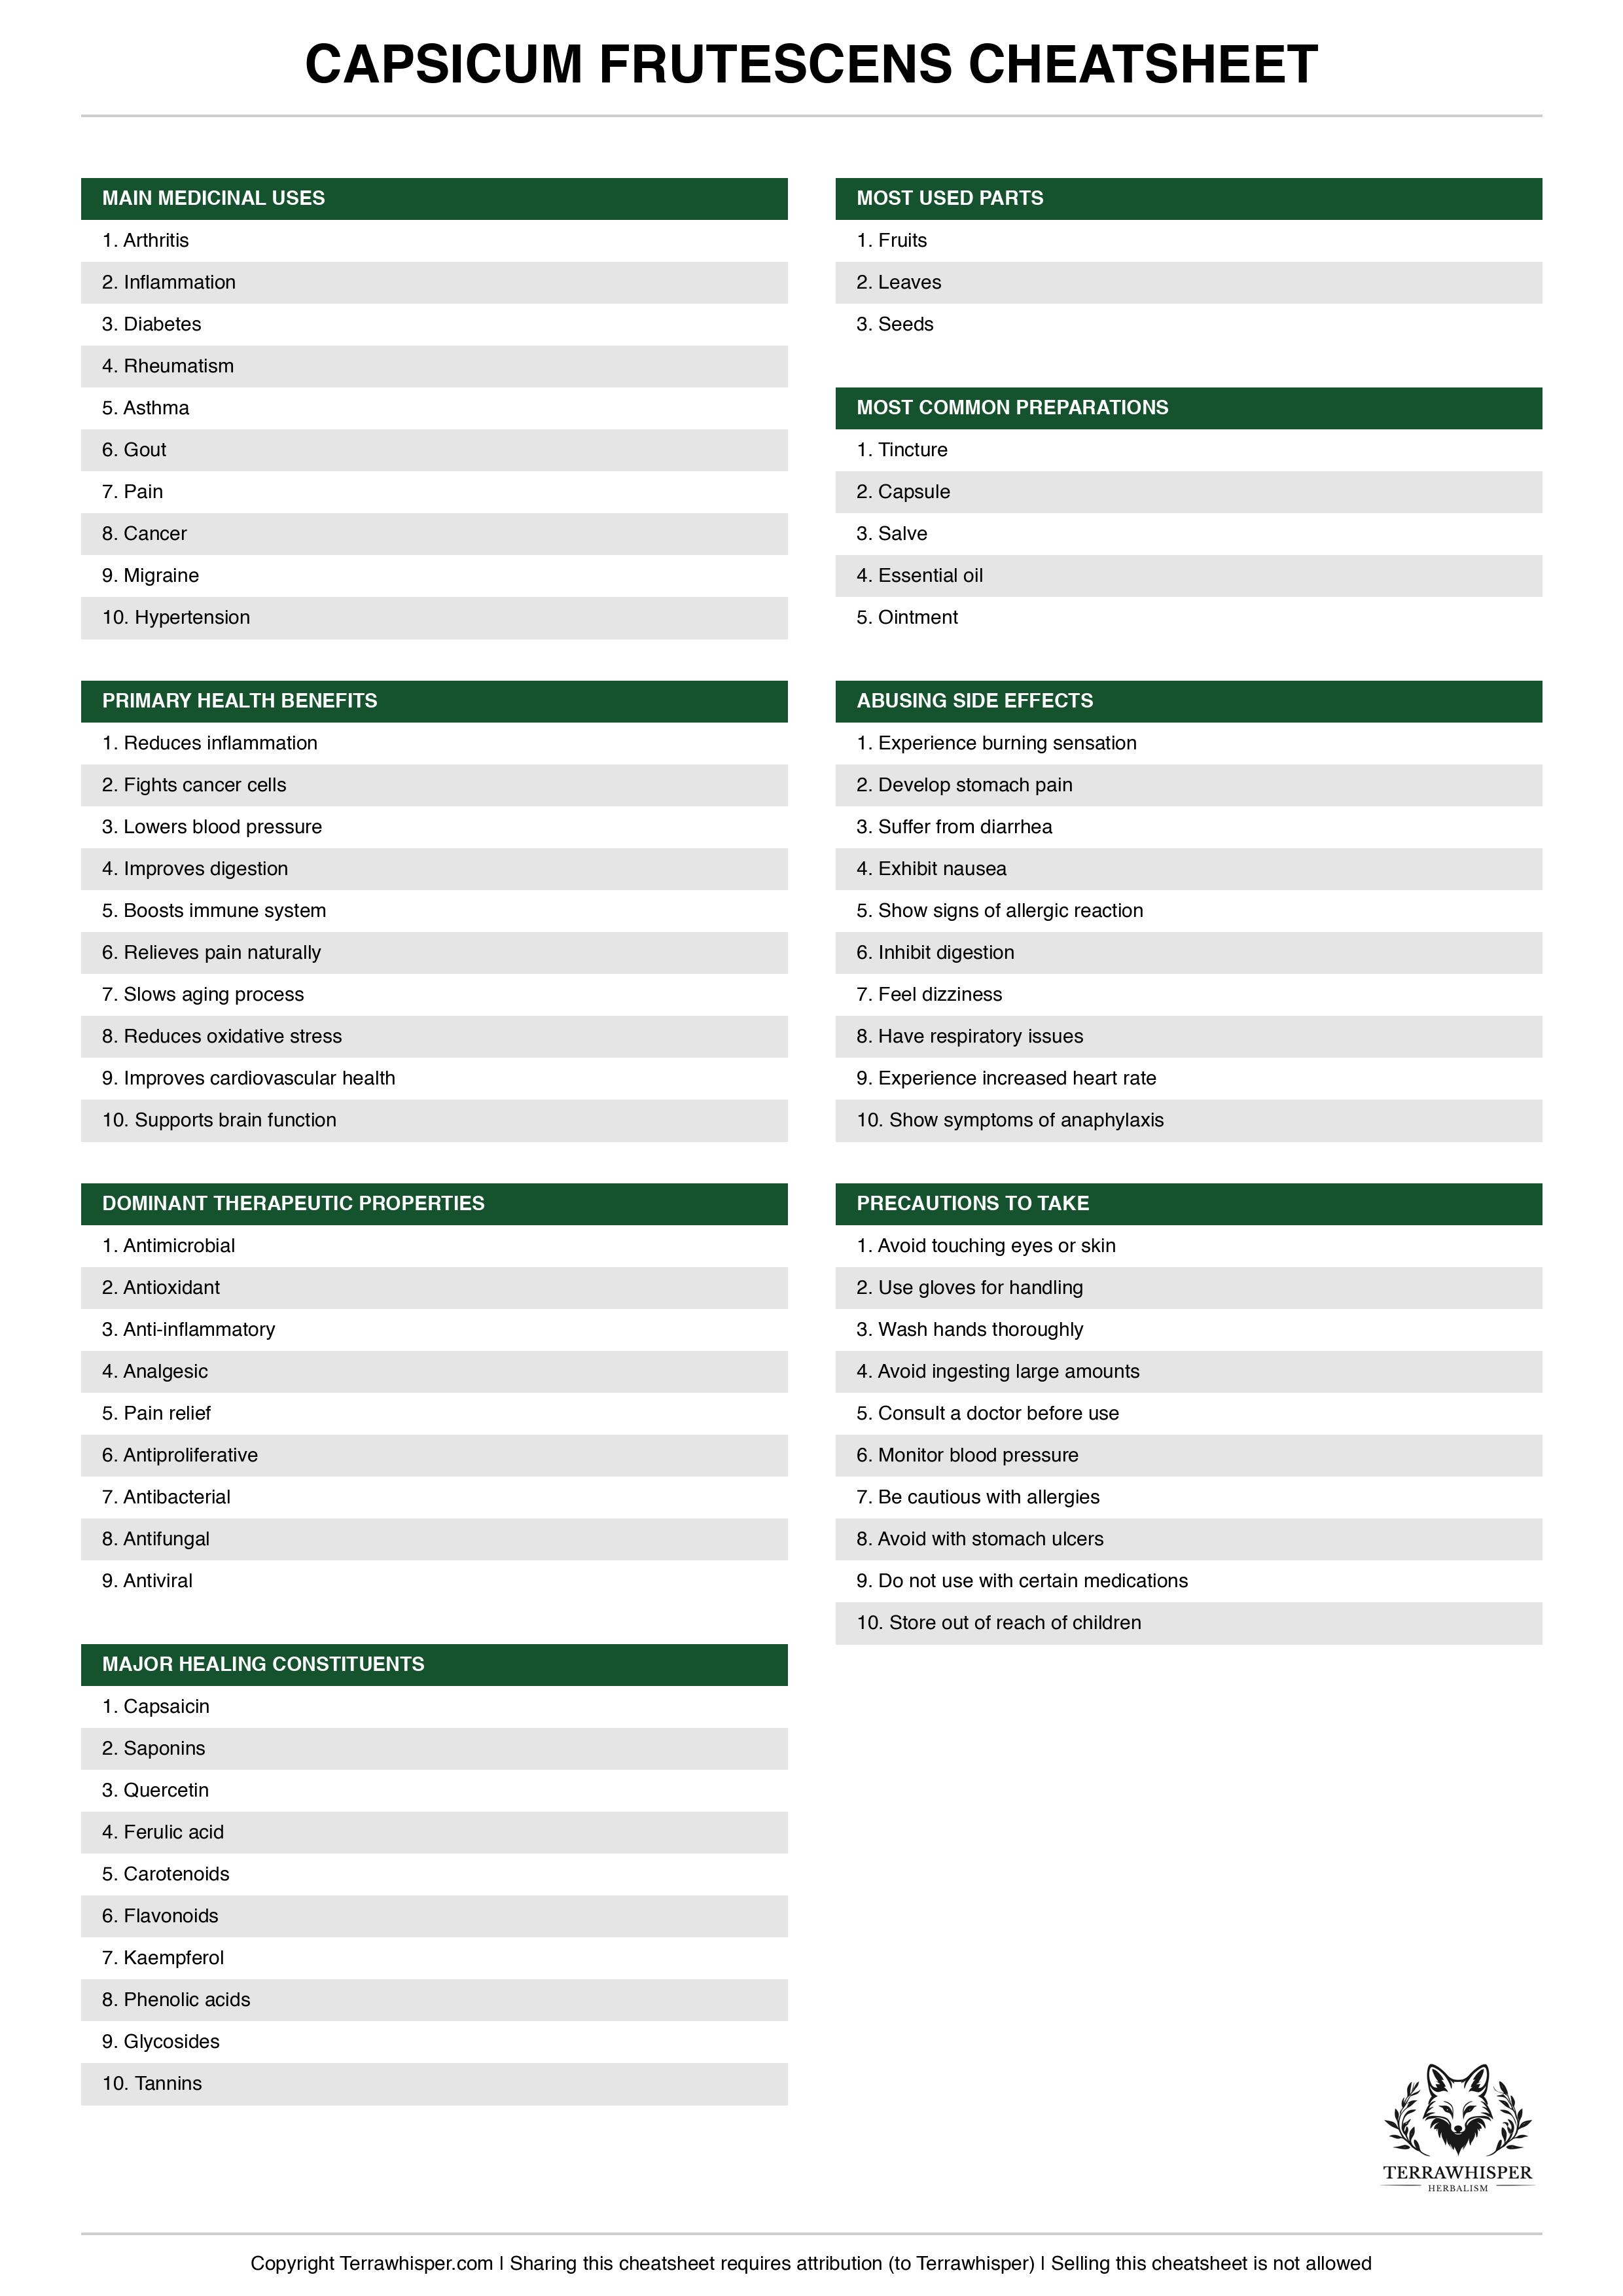 CAPSICUM FRUTESCENS CHEATSHEET
MAIN MEDICINAL USES
1. Arthritis
2. Inflammation
3. Diabetes
4. Rheumatism
5. Asthma
6. Gout
7. Pain
8. Cancer
9. Migraine
10. Hypertension
PRIMARY HEALTH BENEFITS
1. Reduces inflammation
2. Fights cancer cells
3. Lowers blood pressure
4. Improves digestion
5. Boosts immune system
6. Relieves pain naturally
7. Slows aging process
8. Reduces oxidative stress
9. Improves cardiovascular health
10. Supports brain function
DOMINANT THERAPEUTIC PROPERTIES
1. Antimicrobial
2. Antioxidant
3. Anti-inflammatory
4. Analgesic
5. Pain relief
6. Antiproliferative
7. Antibacterial
8. Antifungal
9. Antiviral
MAJOR HEALING CONSTITUENTS
1. Capsaicin
2. Saponins
3. Quercetin
4. Ferulic acid
5. Carotenoids
6. Flavonoids
7. Kaempferol
8. Phenolic acids
9. Glycosides
10. Tannins
MOST USED PARTS
1. Fruits
2. Leaves
3. Seeds
MOST COMMON PREPARATIONS
1. Tincture
2. Capsule
3. Salve
4. Essential oil
5. Ointment
ABUSING SIDE EFFECTS
1. Experience burning sensation
2. Develop stomach pain
3. Suffer from diarrhea
4. Exhibit nausea
5. Show signs of allergic reaction
6. Inhibit digestion
7. Feel dizziness
8. Have respiratory issues
9. Experience increased heart rate
10. Show symptoms of anaphylaxis
PRECAUTIONS TO TAKE
1. Avoid touching eyes or skin
2. Use gloves for handling
3. Wash hands thoroughly
4. Avoid ingesting large amounts
5. Consult a doctor before use
6. Monitor blood pressure
7. Be cautious with allergies
8. Avoid with stomach ulcers
9. Do not use with certain medications
10. Store out of reach of children
TERRAWHISPER
HERBALISM
Copyright Terrawhisper.com | Sharing this cheatsheet requires attribution (to Terrawhisper) | Selling this cheatsheet is not allowed